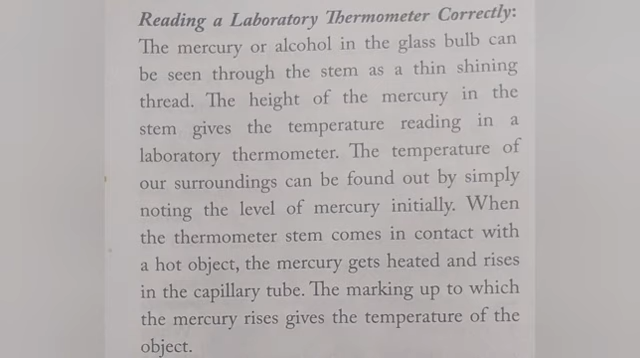 Reading a Laboratory Thermometer Correctly:
The mercury or alcohol in the glass bulb can
be seen through the stem as a thin shining
thread. The height of the mercury in the
stem gives the temperature reading in a
laboratory thermometer. The temperature of
our surroundings can be found out by simply
noting the level of mercury initially. When
the thermometer stem comes in contact with
a hot object, the mercury gets heated and rises
in the capillary tube. The marking up to which
the mercury rises gives the temperature of the
object.